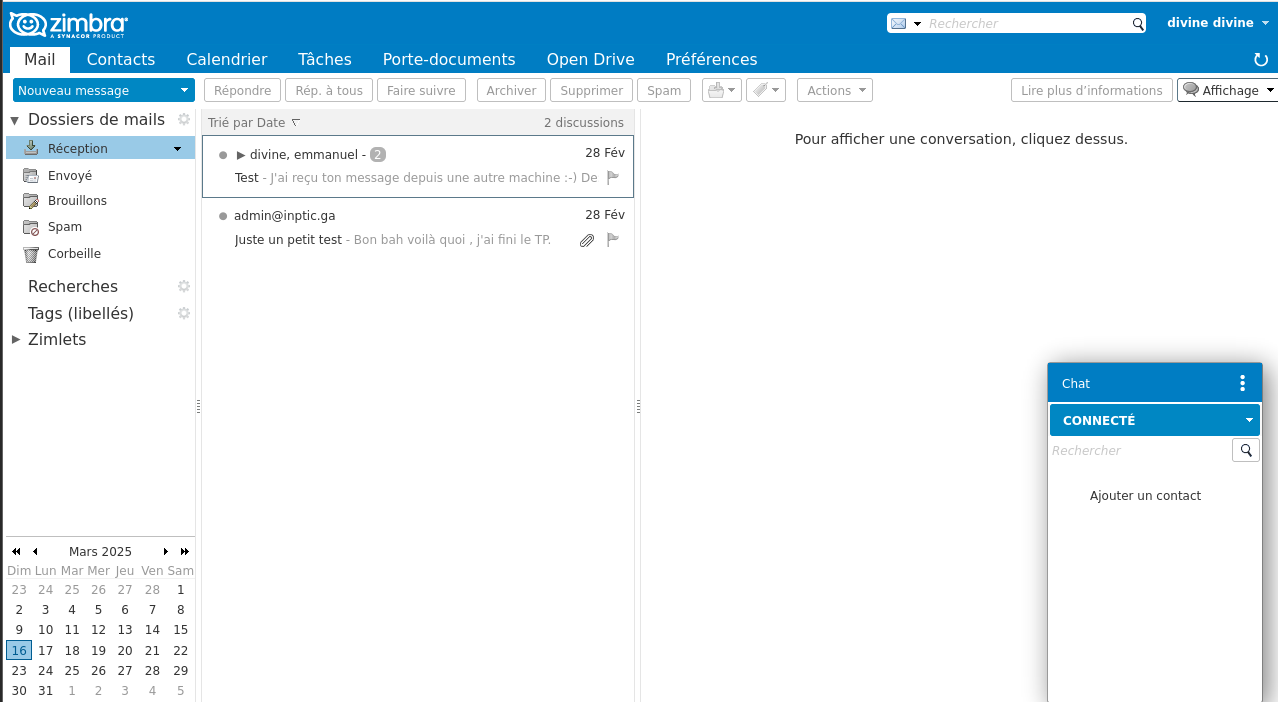 zimbra
A SYNACOR PRODUCT
Rechercher
divine divine
Mail Contacts Calendrier Tâches Porte-documents Open Drive Préférences
Nouveau message Répondre Rép. à tous Faire suivre Archiver Supprimer Spam Actions Lire plus d’informations Affichage
Dossiers de mails
Réception
Envoyé
Brouillons
Spam
Corbeille
Recherches
Tags (libellés)
Zimlets
Trié par Date 2 discussions
divine, emmanuel - 2 28 Fév
Test - J'ai reçu ton message depuis une autre machine :-) De
admin@inptic.ga 28 Fév
Juste un petit test - Bon bah voilà quoi , j'ai fini le TP.
Pour afficher une conversation, cliquez dessus.
Chat
CONNECTÉ
Rechercher
Ajouter un contact
Mars 2025
Dim Lun Mar Mer Jeu Ven Sam
23 24 25 26 27 28 1
2 3 4 5 6 7 8
9 10 11 12 13 14 15
16 17 18 19 20 21 22
23 24 25 26 27 28 29
30 31 1 2 3 4 5